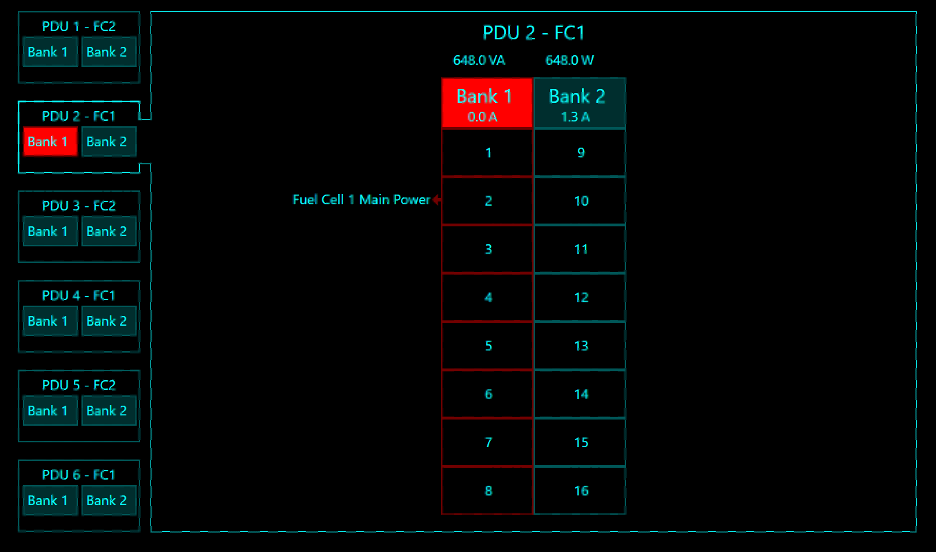 PDU 1 - FC2
Bank 1 Bank 2
PDU 2 - FC1
Bank 1 Bank 2
PDU 3 - FC2
Bank 1 Bank 2
PDU 4 - FC1
Bank 1 Bank 2
PDU 5 - FC2
Bank 1 Bank 2
PDU 6 - FC1
Bank 1 Bank 2
PDU 2 - FC1
648.0 VA 648.0 W
Bank 1 Bank 2
0.0 A 1.3 A
1 9
Fuel Cell 1 Main Power 2 10
3 11
4 12
5 13
6 14
7 15
8 16